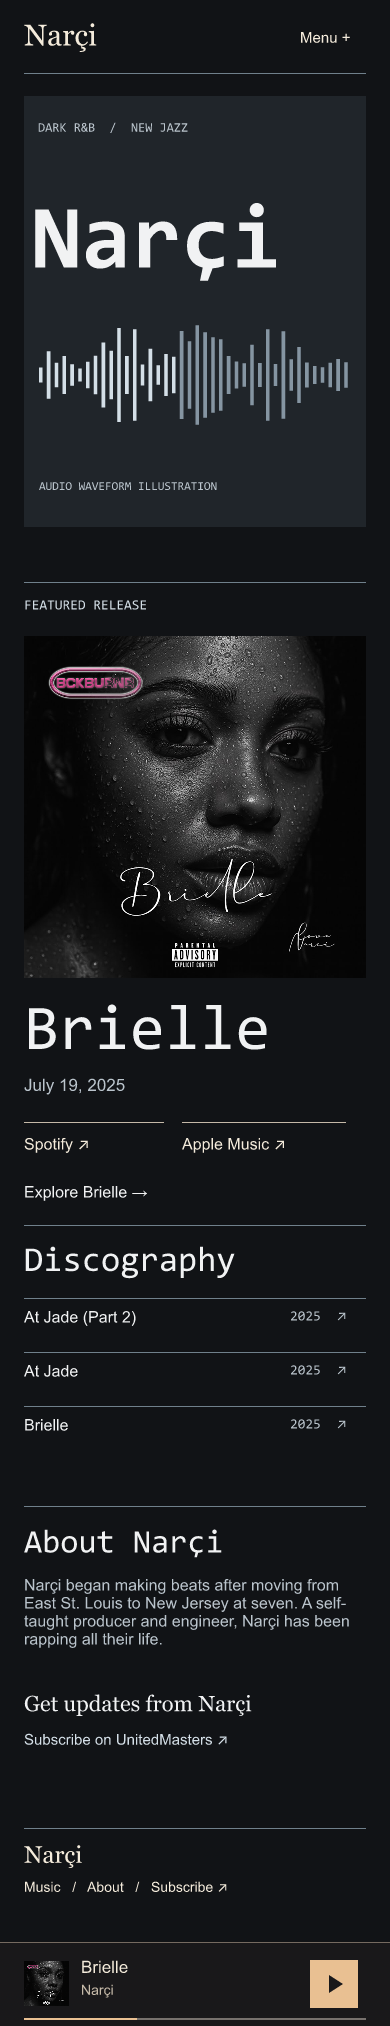 Narçi
Menu +
DARK R&B / NEW JAZZ
Narçi
AUDIO WAVEFORM ILLUSTRATION
FEATURED RELEASE
BCKBURNR
Brielle
PARENTAL
ADVISORY
EXPLICIT CONTENT
Brielle
July 19, 2025
Spotify ↗
Apple Music ↗
Explore Brielle →
Discography
At Jade (Part 2) 2025 ↗
At Jade 2025 ↗
Brielle 2025 ↗
About Narçi
Narçi began making beats after moving from
East St. Louis to New Jersey at seven. A self-
taught producer and engineer, Narçi has been
rapping all their life.
Get updates from Narçi
Subscribe on UnitedMasters ↗
Narçi
Music / About / Subscribe ↗
Brielle
Narçi